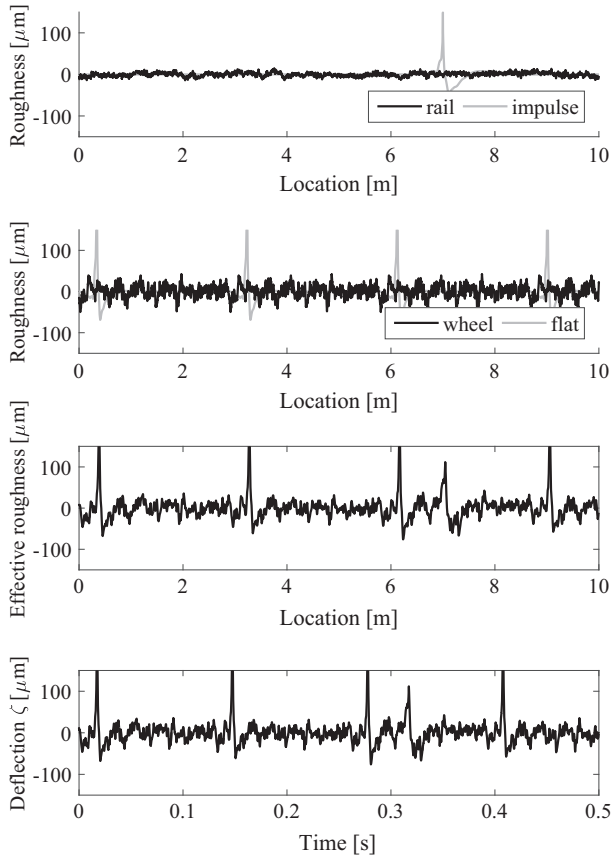 Roughness [μm]
100
0
-100
rail impulse
0 2 4 6 8 10
Location [m]
Roughness [μm]
100
0
-100
wheel flat
0 2 4 6 8 10
Location [m]
Effective roughness [μm]
100
0
-100
0 2 4 6 8 10
Location [m]
Deflection ζ [μm]
100
0
-100
0 0.1 0.2 0.3 0.4 0.5
Time [s]